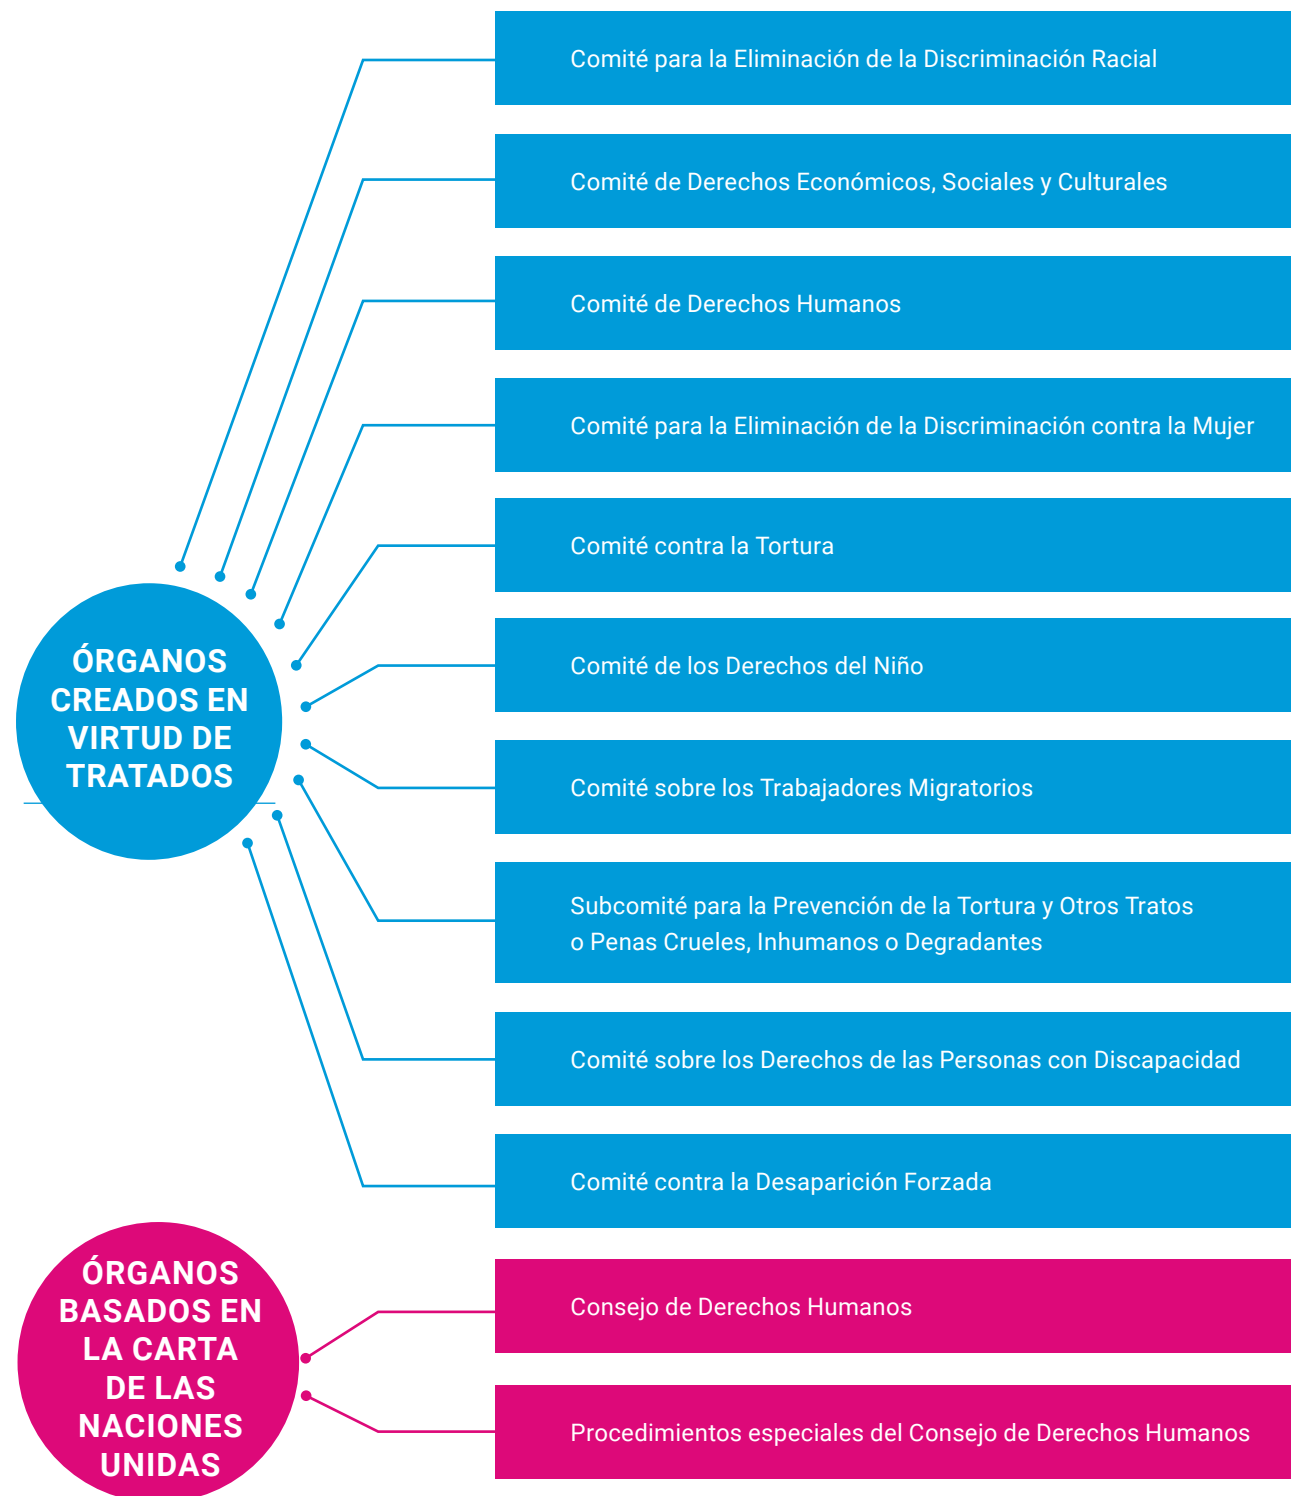 Comité para la Eliminación de la Discriminación Racial
Comité de Derechos Económicos, Sociales y Culturales
Comité de Derechos Humanos
Comité para la Eliminación de la Discriminación contra la Mujer
Comité contra la Tortura
ÓRGANOS
CREADOS EN
VIRTUD DE
TRATADOS
Comité de los Derechos del Niño
Comité sobre los Trabajadores Migratorios
Subcomité para la Prevención de la Tortura y Otros Tratos
o Penas Crueles, Inhumanos o Degradantes
Comité sobre los Derechos de las Personas con Discapacidad
Comité contra la Desaparición Forzada
ÓRGANOS
BASADOS EN
LA CARTA
DE LAS
NACIONES
UNIDAS
Consejo de Derechos Humanos
Procedimientos especiales del Consejo de Derechos Humanos